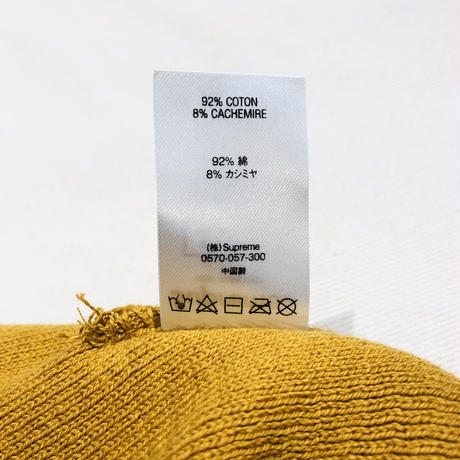 92% COTON
8% CACHEMIRE
92% 綿
8% カシミヤ
(株) Supreme
0570-057-300
中国製